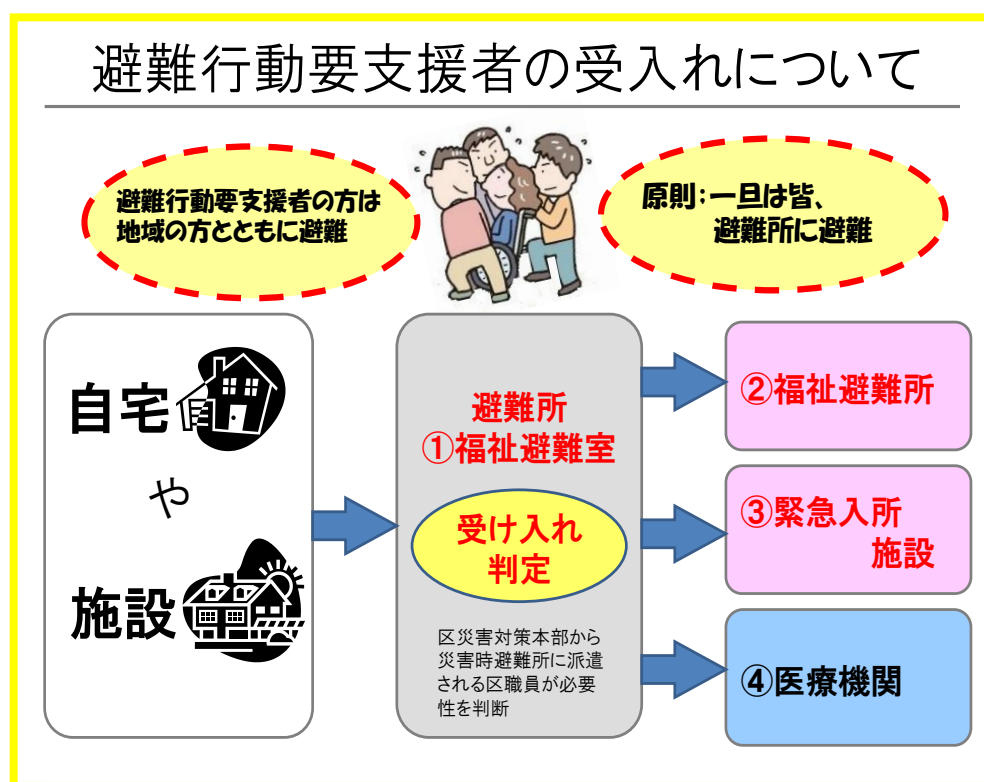 避難行動要支援者の受入れについて
避難行動要支援者の方は
地域の方とともに避難
原則：一旦は皆、
避難所に避難
自宅
や
施設
避難所
①福祉避難室
受け入れ
判定
区災害対策本部から
災害時避難所に派遣
される区職員が必要
性を判断
②福祉避難所
③緊急入所
施設
④医療機関